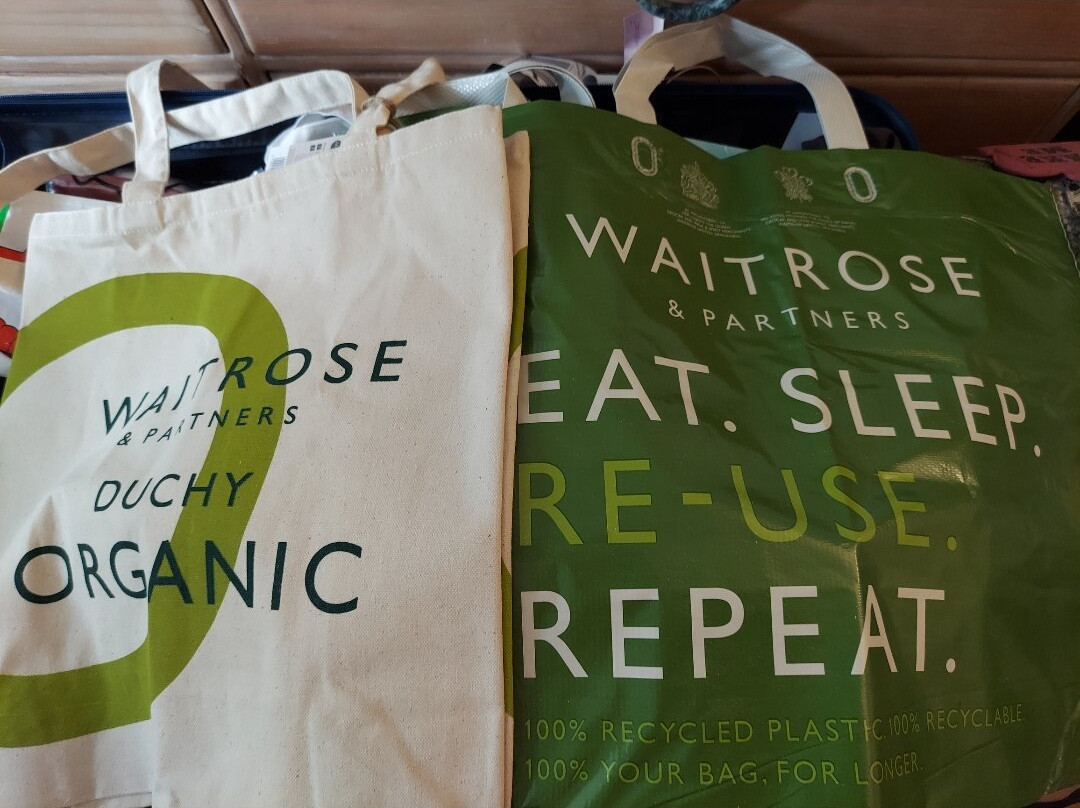 WAITROSE
& PARTNERS
DUCHY
ORGANIC
WAITROSE
& PARTNERS
EAT. SLEEP.
RE-USE.
REPEAT.
100% RECYCLED PLASTIC. 100% RECYCLABLE.
100% YOUR BAG, FOR LONGER.